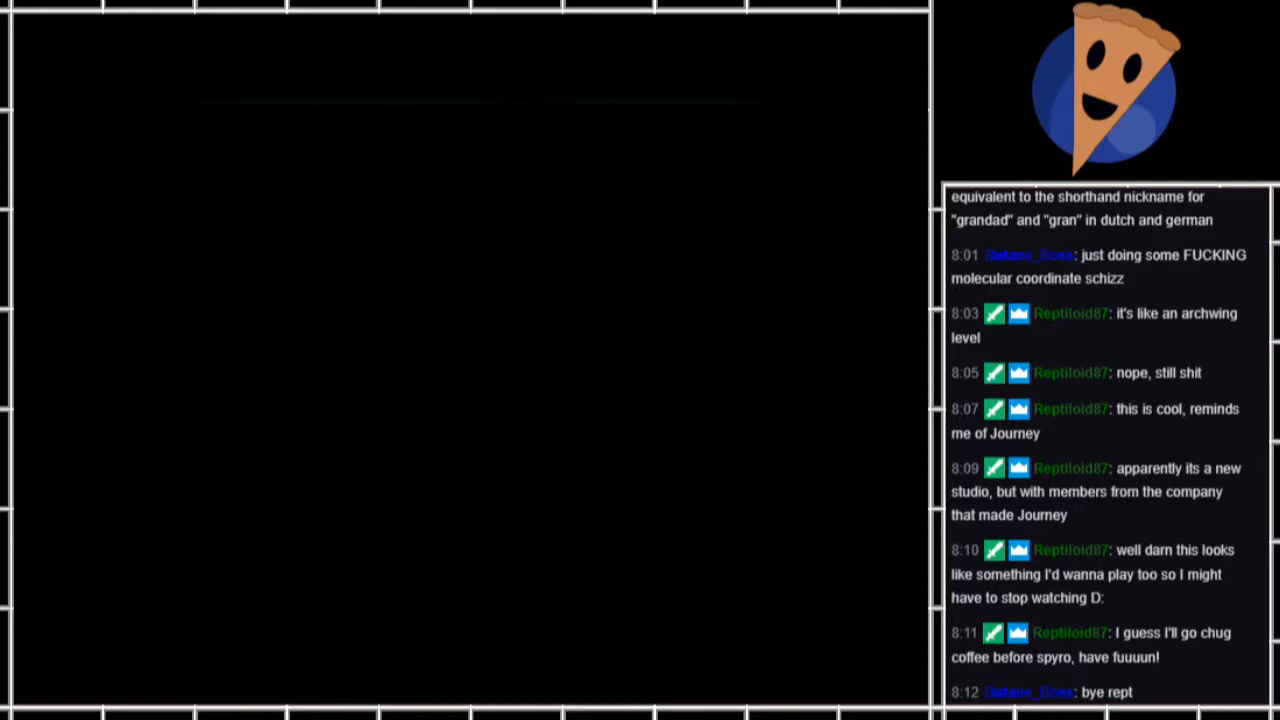 equivalent to the shorthand nickname for
"grandad" and "gran" in dutch and german
8:01 Butane_Boss: just doing some FUCKING
molecular coordinate schizz
8:03 Reptiloid87: it's like an archwing
level
8:05 Reptiloid87: nope, still shit
8:07 Reptiloid87: this is cool, reminds
me of Journey
8:09 Reptiloid87: apparently its a new
studio, but with members from the company
that made Journey
8:10 Reptiloid87: well darn this looks
like something I'd wanna play too so I might
have to stop watching D:
8:11 Reptiloid87: I guess I'll go chug
coffee before spyro, have fuuuun!
8:12 Butane_Boss: bye rept